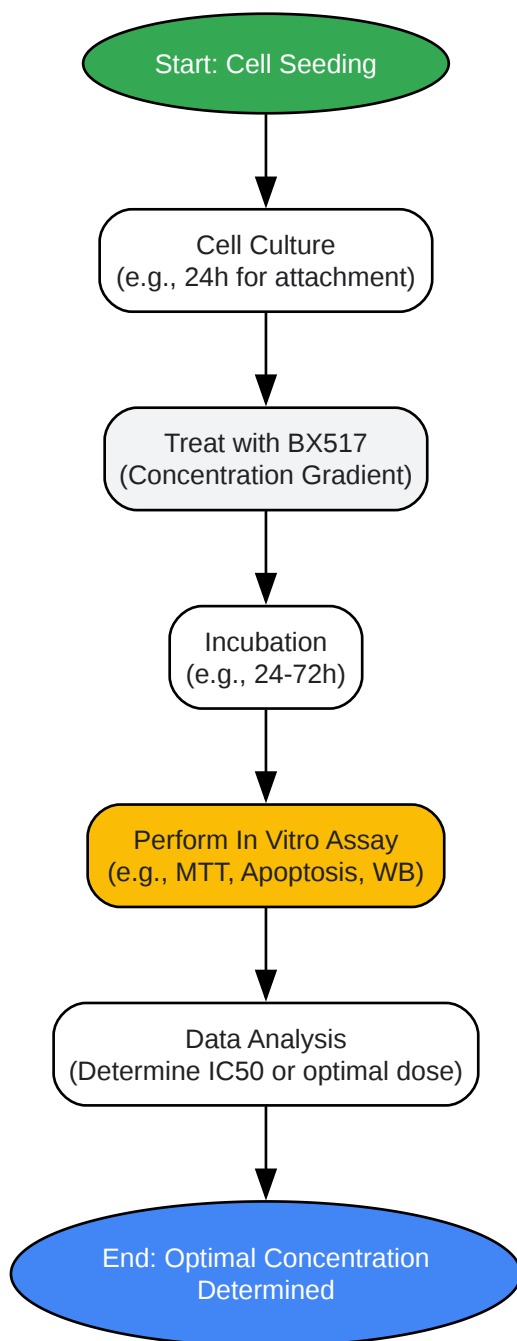 Start: Cell Seeding
Cell Culture
(e.g., 24h for attachment)
Treat with BX517
(Concentration Gradient)
Incubation
(e.g., 24-72h)
Perform In Vitro Assay
(e.g., MTT, Apoptosis, WB)
Data Analysis
(Determine IC50 or optimal dose)
End: Optimal Concentration
Determined